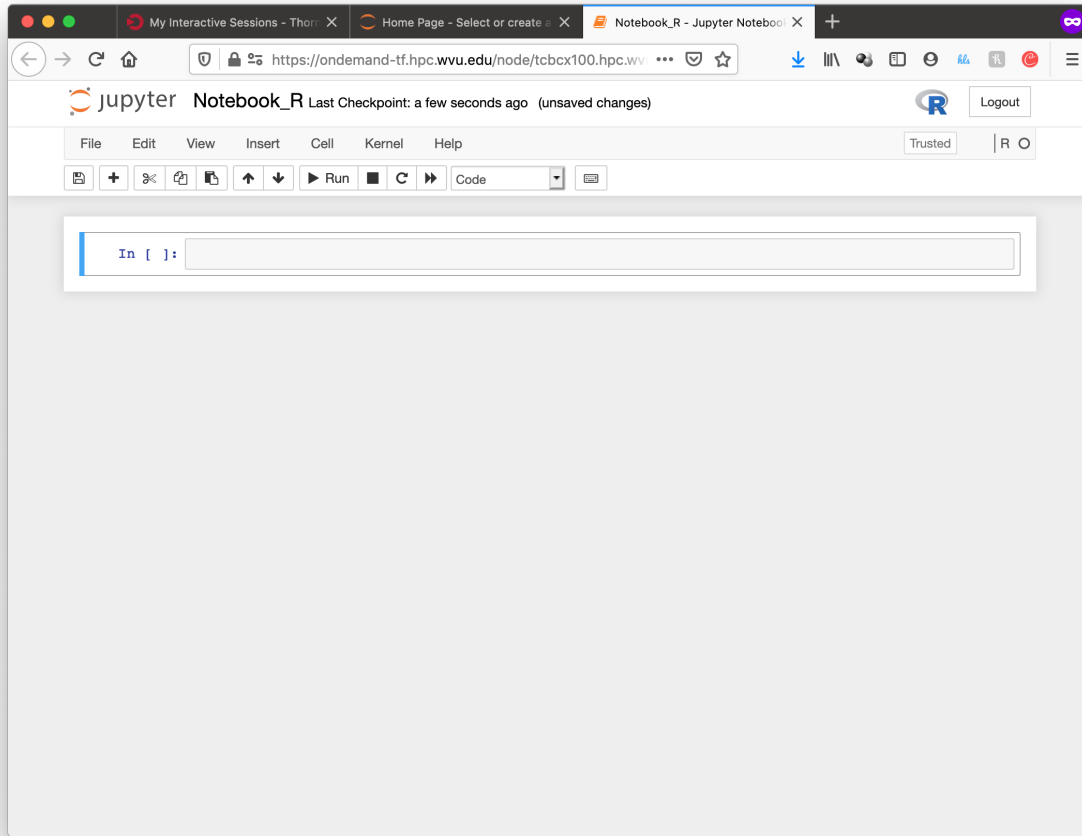 My Interactive Sessions - Thorn
Home Page - Select or create a
Notebook_R - Jupyter Notebook
https://ondemand-tf.hpc.wvu.edu/node/tcbcx100.hpc.wv
hls
jupyter Notebook_R Last Checkpoint: a few seconds ago (unsaved changes)
R
Logout
File Edit View Insert Cell Kernel Help Trusted R
Run Code
In [ ]: